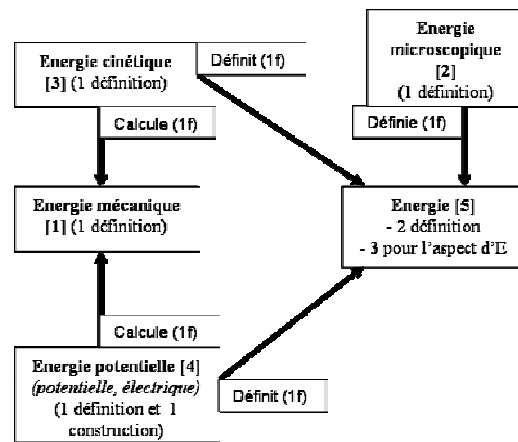 Energie cinétique
[3] (1 définition)
Définit (1f)
Energie
microscopique
[2]
(1 définition)
Calcule (1f)
Définie (1f)
Energie mécanique
[1] (1 définition)
Energie [5]
- 2 définition
- 3 pour l'aspect d'E
Calcule (1f)
Energie potentielle [4]
(potentielle, électrique)
(1 définition et 1
construction)
Définit (1f)